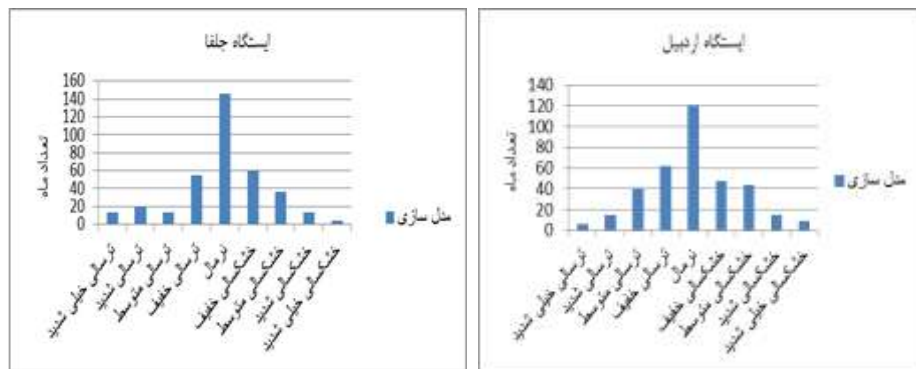 ایستگاه جلفا
160
140
120
100
80
60
40
20
0
تعداد ماه
ترسالی خیلی شدید
ترسالی شدید
ترسالی متوسط
ترسالی خفیف
نرمال
خشکسالی خفیف
خشکسالی متوسط
خشکسالی شدید
خشکسالی خیلی شدید
مدل سازی
ایستگاه اردبیل
140
120
100
80
60
40
20
0
تعداد ماه
ترسالی خیلی شدید
ترسالی شدید
ترسالی متوسط
ترسالی خفیف
نرمال
خشکسالی خفیف
خشکسالی متوسط
خشکسالی شدید
خشکسالی خیلی شدید
مدل سازی